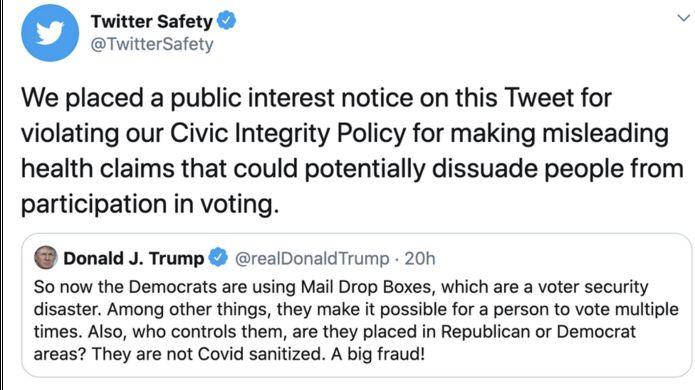 Twitter Safety
@TwitterSafety
We placed a public interest notice on this Tweet for
violating our Civic Integrity Policy for making misleading
health claims that could potentially dissuade people from
participation in voting.
Donald J. Trump @realDonaldTrump · 20h
So now the Democrats are using Mail Drop Boxes, which are a voter security
disaster. Among other things, they make it possible for a person to vote multiple
times. Also, who controls them, are they placed in Republican or Democrat
areas? They are not Covid sanitized. A big fraud!